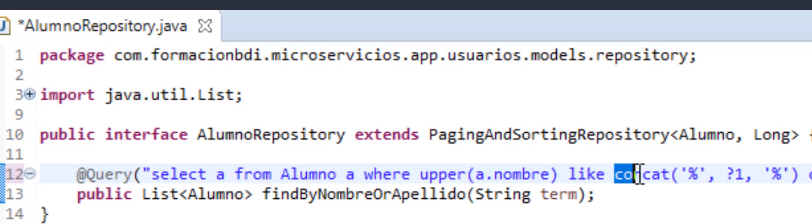 *AlumnoRepository.java
1 package com.formacionbdi.microservicios.app.usuarios.models.repository;
2
3 import java.util.List;
9
10 public interface AlumnoRepository extends PagingAndSortingRepository<Alumno, Long> {
11
12 @Query("select a from Alumno a where upper(a.nombre) like concat('%', ?1, '%') o
13 public List<Alumno> findByNombreOrApellido(String term);
14 }